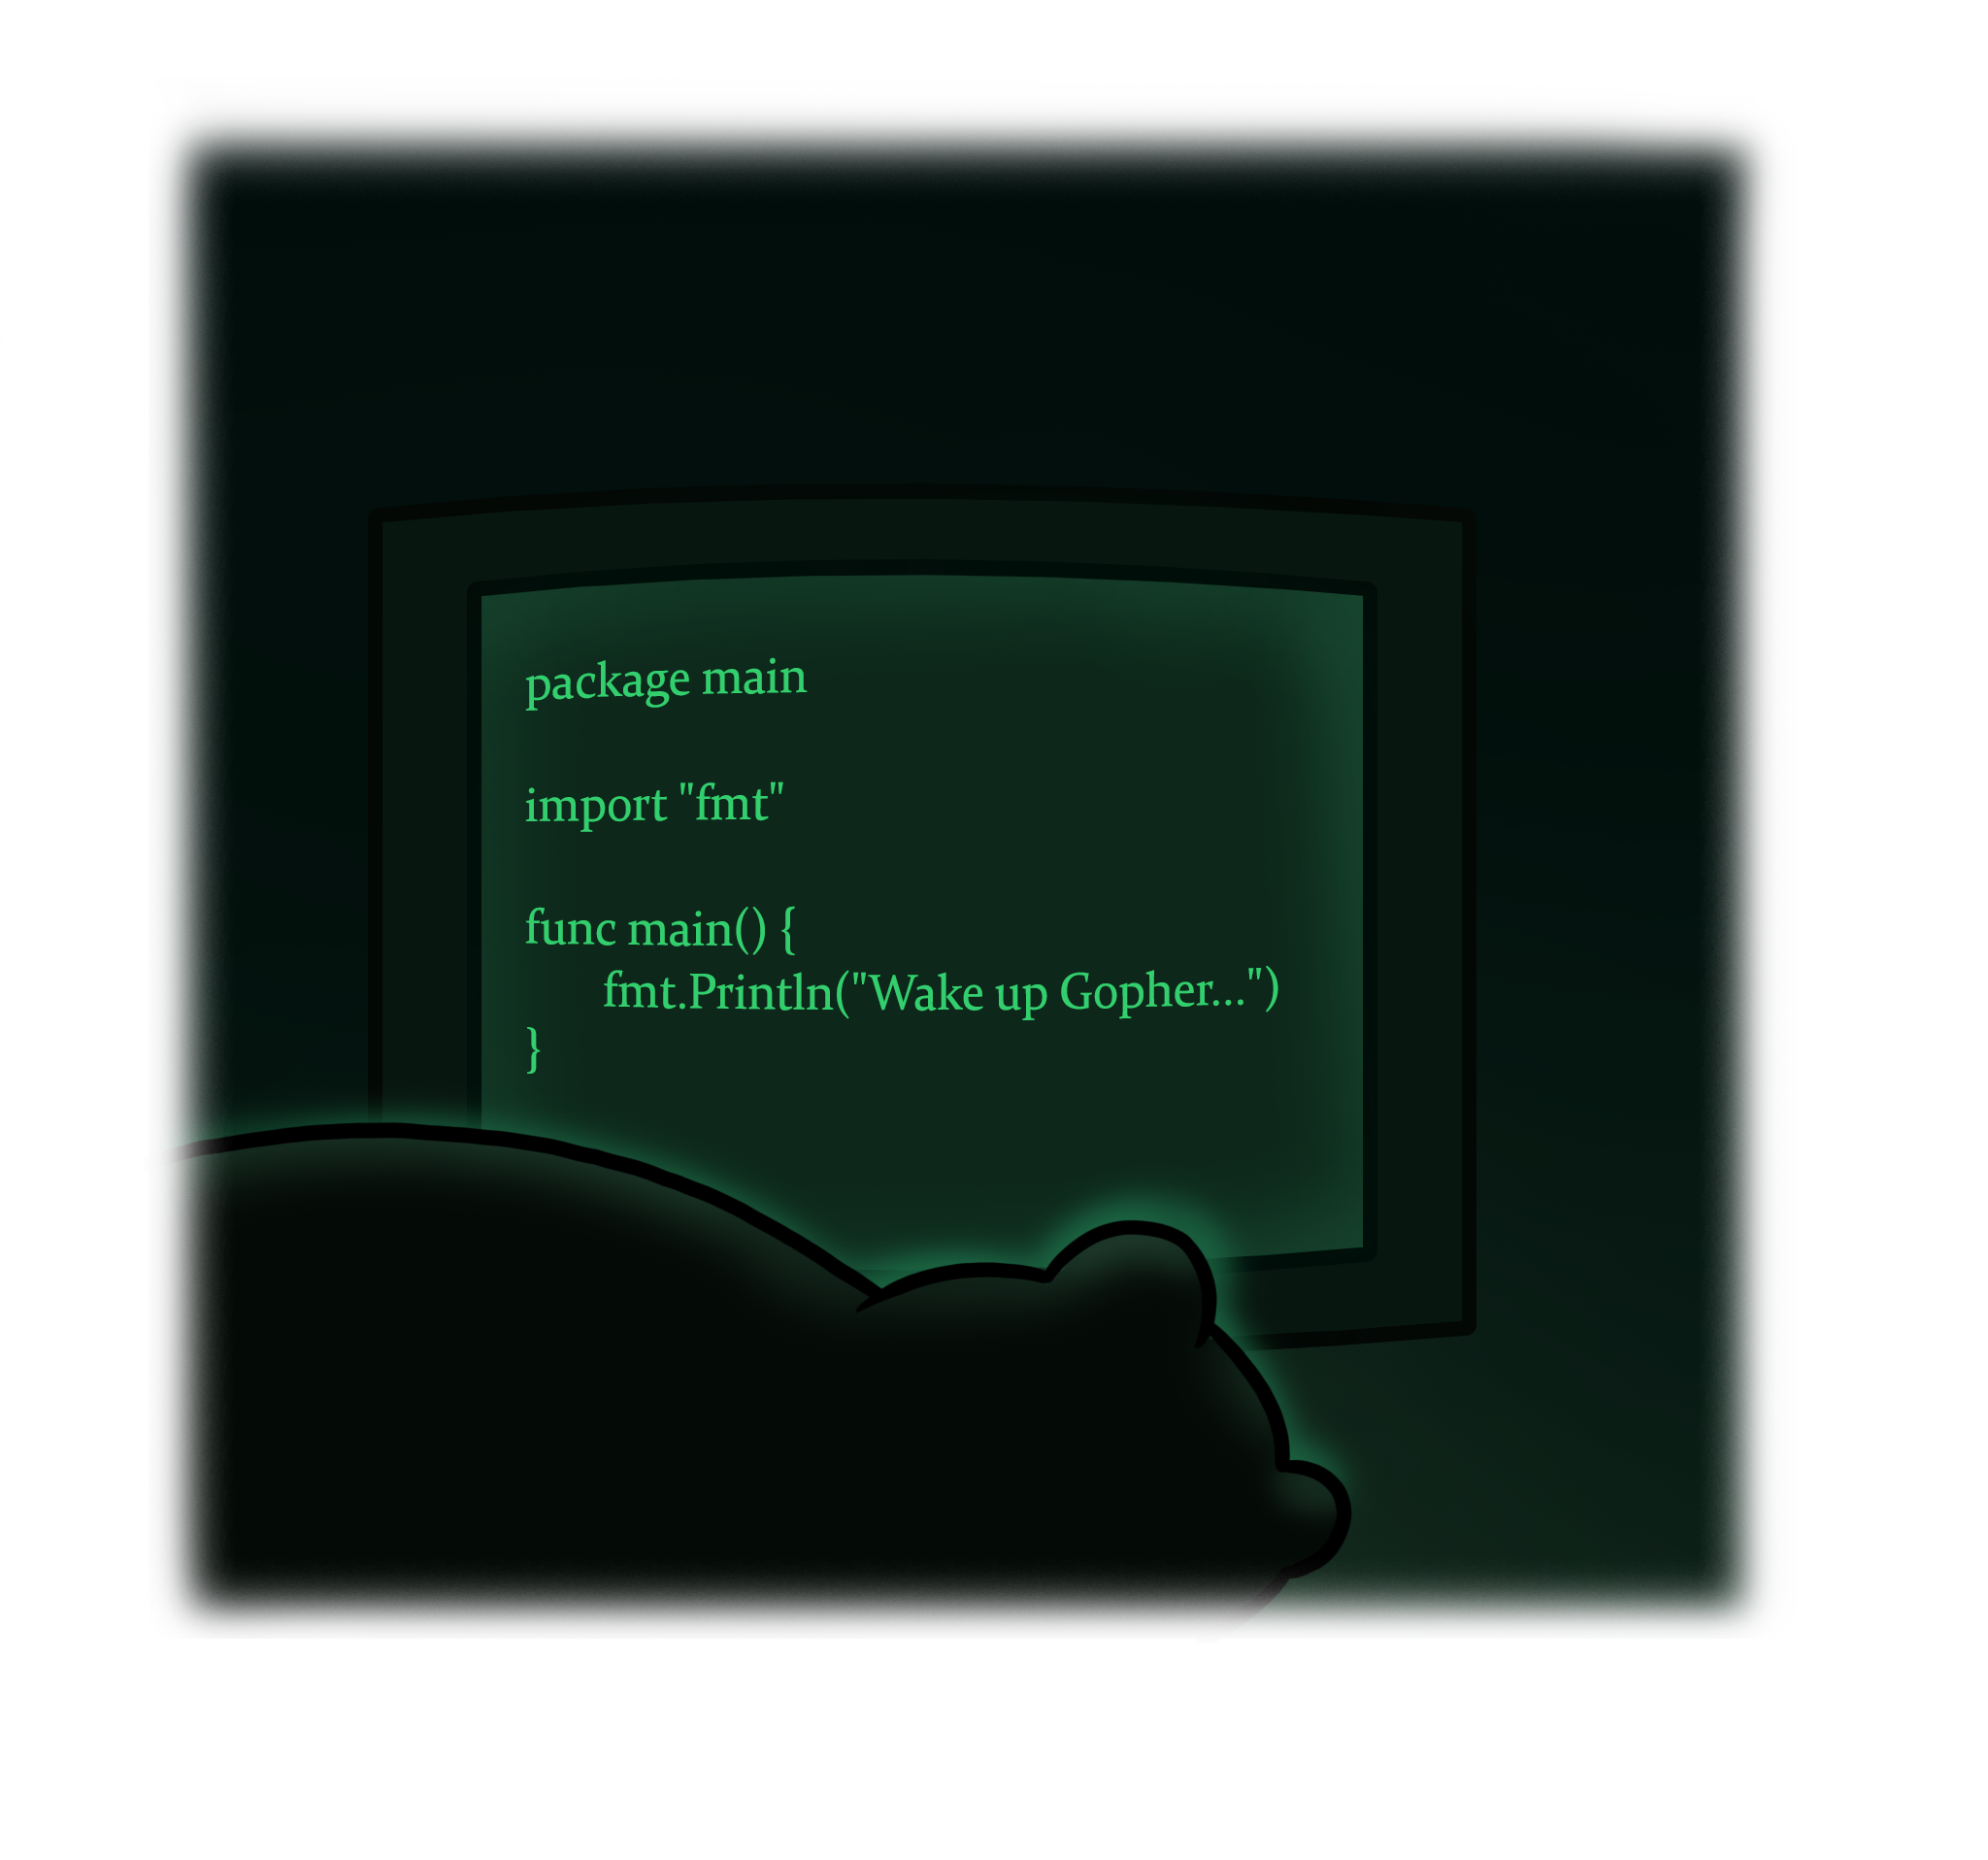 package main
import "fmt"
func main() {
fmt.Println("Wake up Gopher...")
}